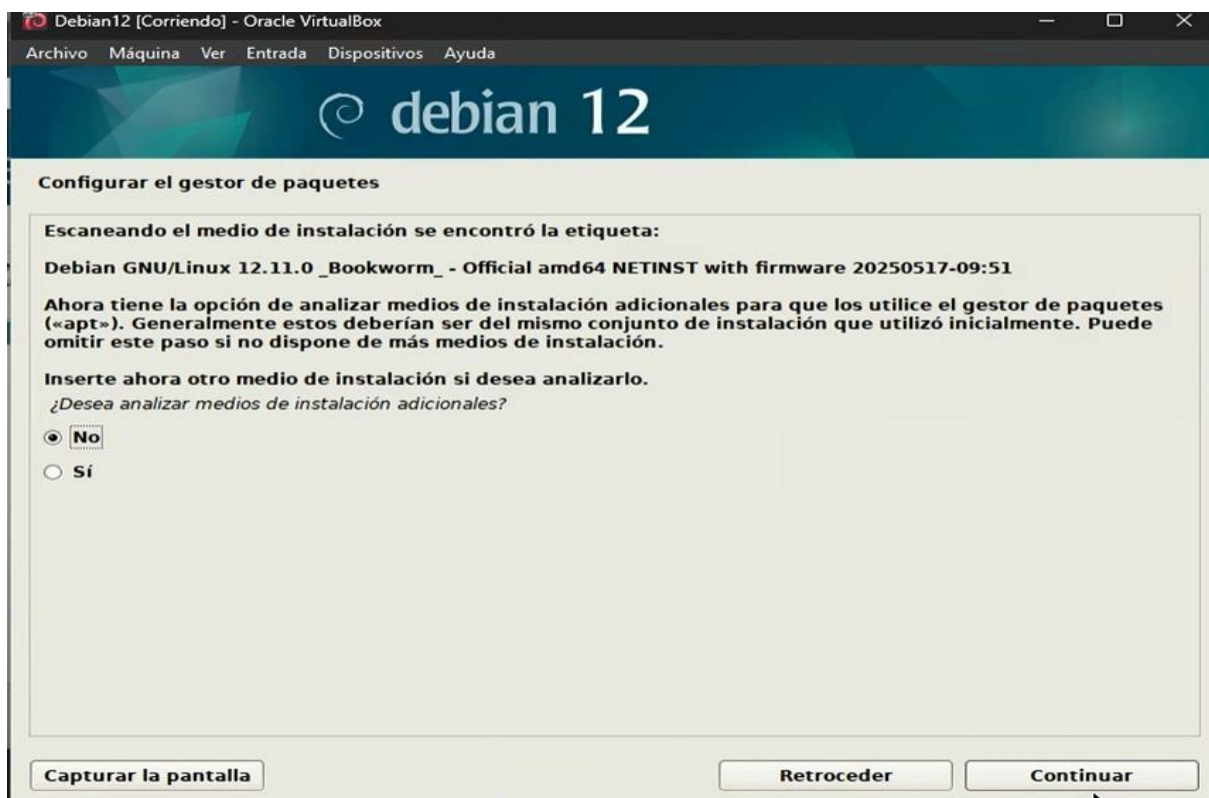 Debian12 [Corriendo] - Oracle VirtualBox
Archivo Máquina Ver Entrada Dispositivos Ayuda
debian 12
Configurar el gestor de paquetes
Escaneando el medio de instalación se encontró la etiqueta:
Debian GNU/Linux 12.11.0 _Bookworm_ - Official amd64 NETINST with firmware 20250517-09:51
Ahora tiene la opción de analizar medios de instalación adicionales para que los utilice el gestor de paquetes
(«apt»). Generalmente estos deberían ser del mismo conjunto de instalación que utilizó inicialmente. Puede
omitir este paso si no dispone de más medios de instalación.
Inserte ahora otro medio de instalación si desea analizarlo.
¿Desea analizar medios de instalación adicionales?
No
Sí
Capturar la pantalla Retroceder Continuar